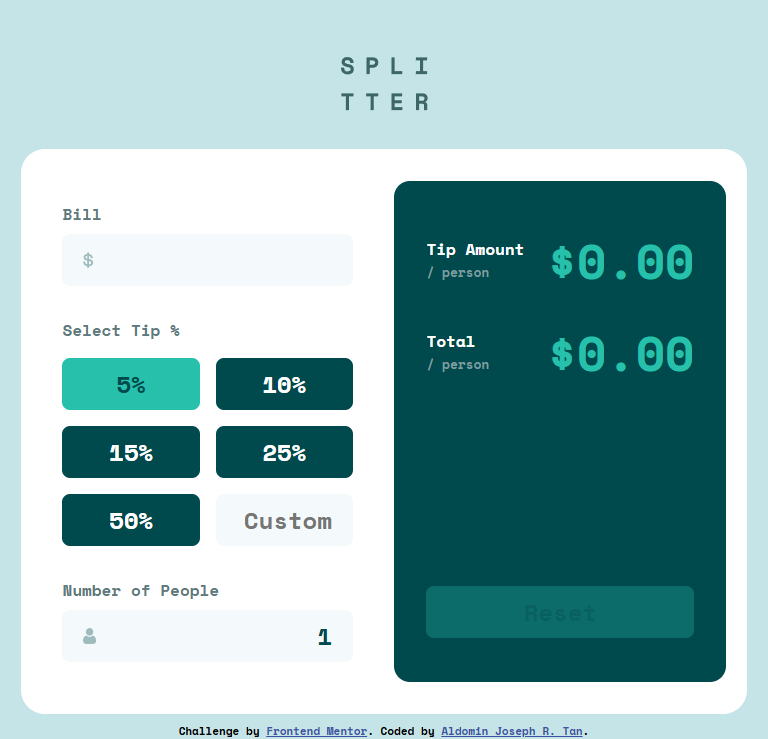 SPLI
TTER
Bill
$
Select Tip %
5%
10%
15%
25%
50%
Custom
Number of People
1
Tip Amount
/ person
$0.00
Total
/ person
$0.00
Reset
Challenge by Frontend Mentor. Coded by Aldomin Joseph R. Tan.